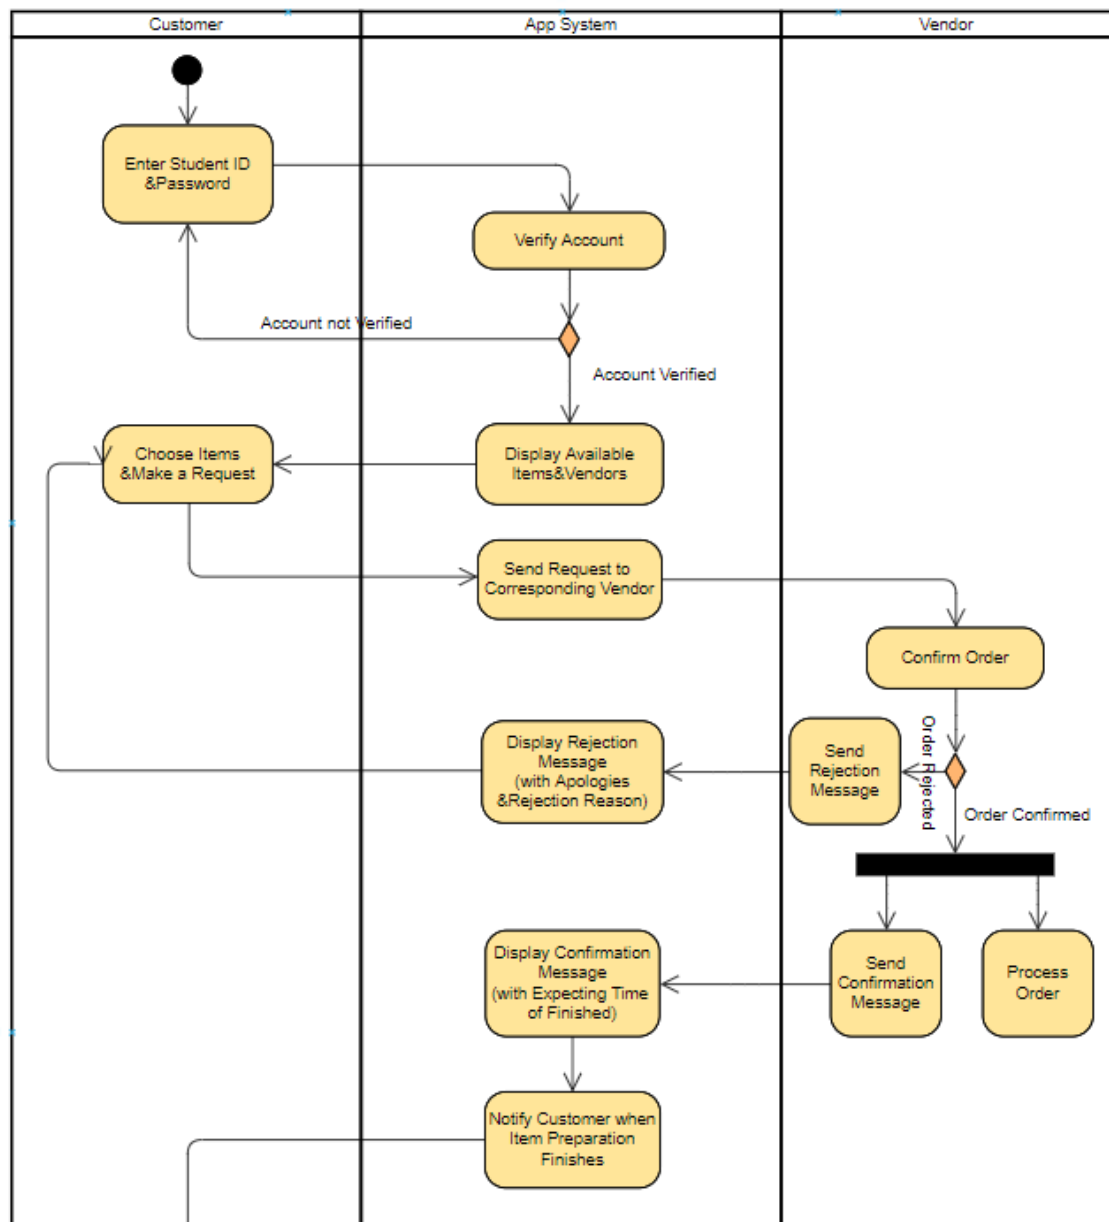 Customer
App System
Vendor
Enter Student ID
&Password
Verify Account
Account not Verified
Account Verified
Choose Items
&Make a Request
Display Available
Items&Vendors
Send Request to
Corresponding Vendor
Confirm Order
Order Rejected
Send
Rejection
Message
Display Rejection
Message
(with Apologies
&Rejection Reason)
Order Confirmed
Send
Confirmation
Message
Process
Order
Display Confirmation
Message
(with Expecting Time
of Finished)
Notify Customer when
Item Preparation
Finishes